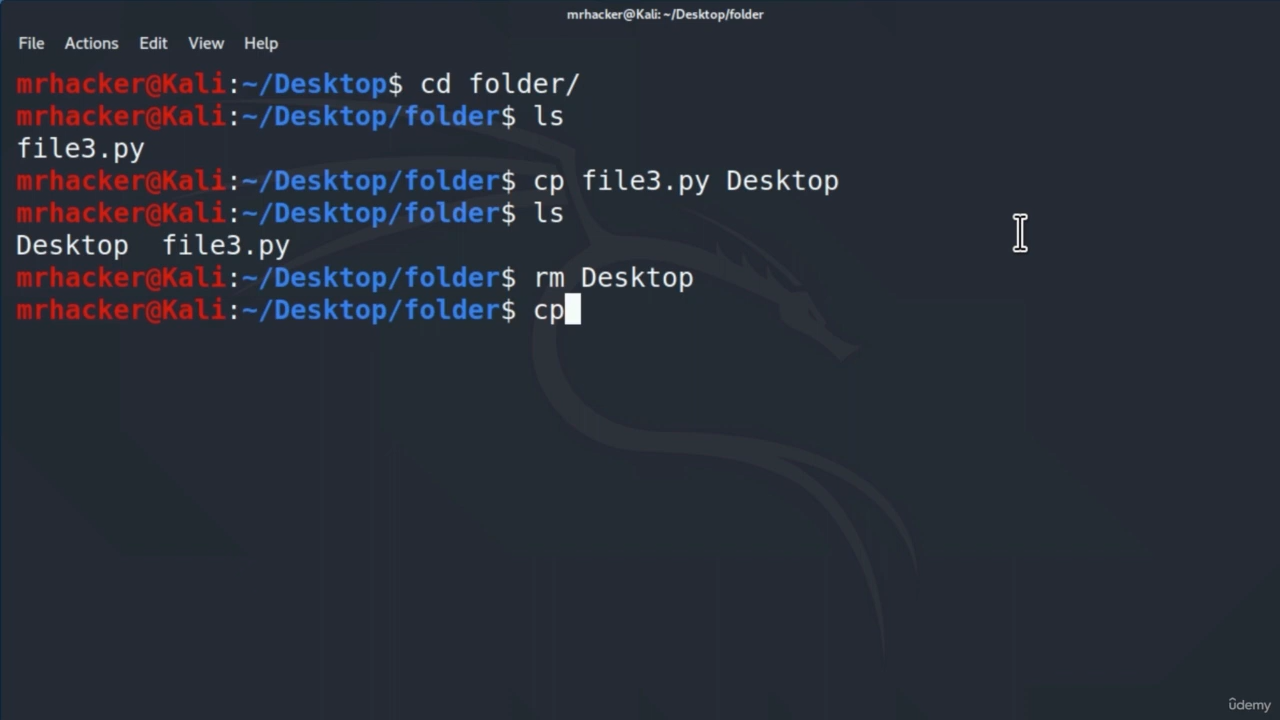 mrhacker@Kali: ~/Desktop/folder
File Actions Edit View Help
mrhacker@Kali:~/Desktop$ cd folder/
mrhacker@Kali:~/Desktop/folder$ ls
file3.py
mrhacker@Kali:~/Desktop/folder$ cp file3.py Desktop
mrhacker@Kali:~/Desktop/folder$ ls
Desktop  file3.py
mrhacker@Kali:~/Desktop/folder$ rm Desktop
mrhacker@Kali:~/Desktop/folder$ cp
ûdemy